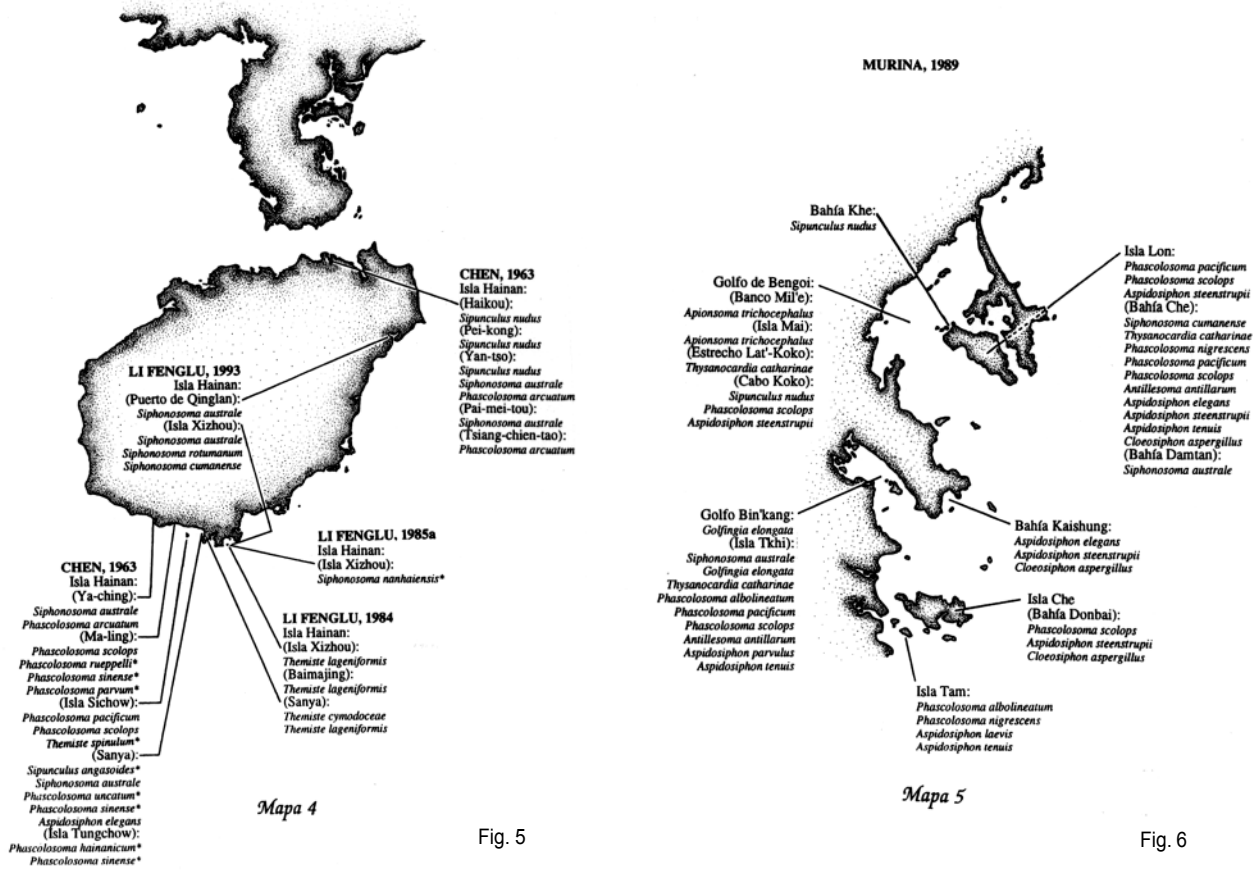 CHEN, 1963
Isla Hainan:
(Haikou):
Sipunculus nudus
(Pei-kong):
Sipunculus nudus
(Yan-tso):
Sipunculus nudus
Siphonosoma australe
Phascolosoma arcuatum
(Pai-mei-tou):
Siphonosoma australe
(Tsiang-chien-tao):
Phascolosoma arcuatum
LI FENGLU, 1993
Isla Hainan:
(Puerto de Qinglan):
Siphonosoma australe
(Isla Xizhou):
Siphonosoma australe
Siphonosoma rotumanum
Siphonosoma cumanense
LI FENGLU, 1985a
Isla Hainan:
(Isla Xizhou):
Siphonosoma nanhaiensis*
CHEN, 1963
Isla Hainan:
(Ya-ching):
Siphonosoma australe
Phascolosoma arcuatum
(Ma-ling):
Phascolosoma scolops
Phascolosoma rueppelli*
Phascolosoma sinense*
Phascolosoma parvum*
(Isla Sichow):
Phascolosoma pacificum
Phascolosoma scolops
Themiste spinulum*
(Sanya):
Sipunculus angasoides*
Siphonosoma australe
Phascolosoma uncatum*
Phascolosoma sinense*
Aspidosiphon elegans
(Isla Tungchow):
Phascolosoma hainanicum*
Phascolosoma sinense*
LI FENGLU, 1984
Isla Hainan:
(Isla Xizhou):
Themiste lageniformis
(Baimajing):
Themiste lageniformis
(Sanya):
Themiste cymodoceae
Themiste lageniformis
Mapa 4
Fig. 5
MURINA, 1989
Bahía Khe:
Sipunculus nudus
Golfo de Bengoi:
(Banco Mil'e):
Apionsoma trichocephalus
(Isla Mai):
Apionsoma trichocephalus
(Estrecho Lat'-Koko):
Thysanocardia catharinae
(Cabo Koko):
Sipunculus nudus
Phascolosoma scolops
Aspidosiphon steenstrupii
Isla Lon:
Phascolosoma pacificum
Phascolosoma scolops
Aspidosiphon steenstrupii
(Bahía Che):
Siphonosoma cumanense
Thysanocardia catharinae
Phascolosoma nigrescens
Phascolosoma pacificum
Phascolosoma scolops
Antillesoma antillarum
Aspidosiphon elegans
Aspidosiphon steenstrupii
Aspidosiphon tenuis
Cloeosiphon aspergillus
(Bahía Damtan):
Siphonosoma australe
Golfo Bin'kang:
Golfingia elongata
(Isla Tkhi):
Siphonosoma australe
Golfingia elongata
Thysanocardia catharinae
Phascolosoma albolineatum
Phascolosoma pacificum
Phascolosoma scolops
Antillesoma antillarum
Aspidosiphon parvulus
Aspidosiphon tenuis
Bahía Kaishung:
Aspidosiphon elegans
Aspidosiphon steenstrupii
Cloeosiphon aspergillus
Isla Che
(Bahía Donbai):
Phascolosoma scolops
Aspidosiphon steenstrupii
Cloeosiphon aspergillus
Isla Tam:
Phascolosoma albolineatum
Phascolosoma nigrescens
Aspidosiphon laevis
Aspidosiphon tenuis
Mapa 5
Fig. 6